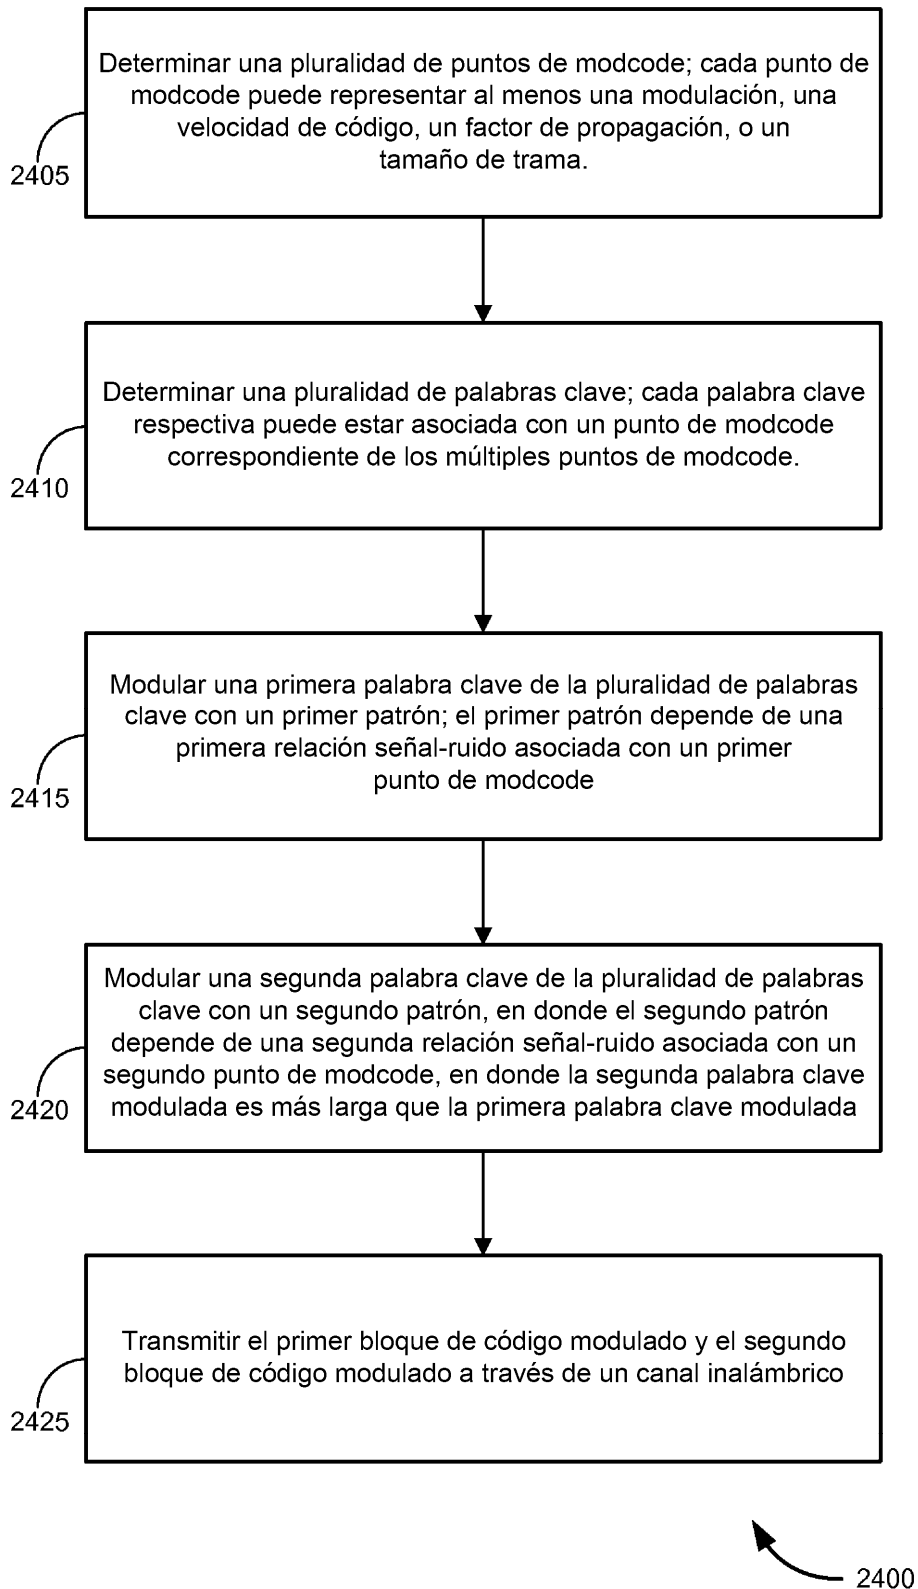 Determinar una pluralidad de puntos de modcode; cada punto de
modcode puede representar al menos una modulación, una
velocidad de código, un factor de propagación, o un
tamaño de trama.
2405
Determinar una pluralidad de palabras clave; cada palabra clave
respectiva puede estar asociada con un punto de modcode
correspondiente de los múltiples puntos de modcode.
2410
Modular una primera palabra clave de la pluralidad de palabras
clave con un primer patrón; el primer patrón depende de una
primera relación señal-ruido asociada con un primer
punto de modcode
2415
Modular una segunda palabra clave de la pluralidad de palabras
clave con un segundo patrón, en donde el segundo patrón
depende de una segunda relación señal-ruido asociada con un
segundo punto de modcode, en donde la segunda palabra clave
modulada es más larga que la primera palabra clave modulada
2420
Transmitir el primer bloque de código modulado y el segundo
bloque de código modulado a través de un canal inalámbrico
2425
2400